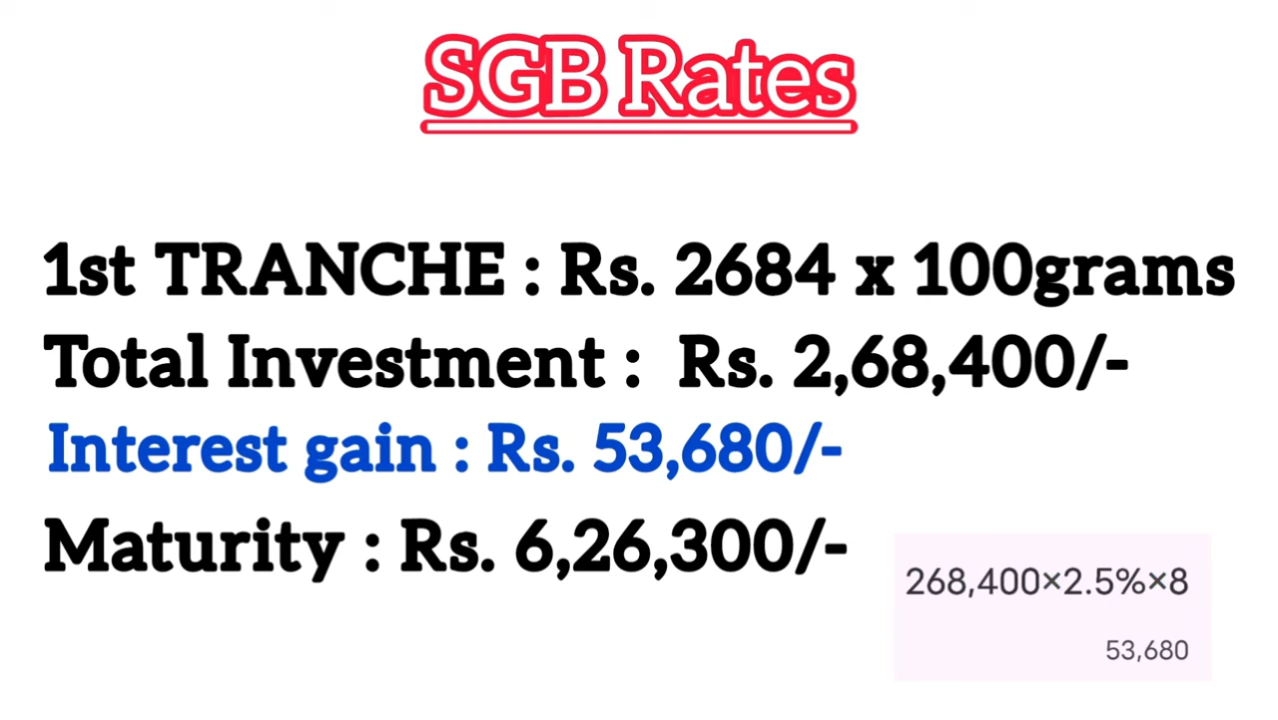 SGB Rates
1st TRANCHE : Rs. 2684 x 100grams
Total Investment : Rs. 2,68,400/-
Interest gain : Rs. 53,680/-
Maturity : Rs. 6,26,300/-
268,400×2.5%×8
53,680